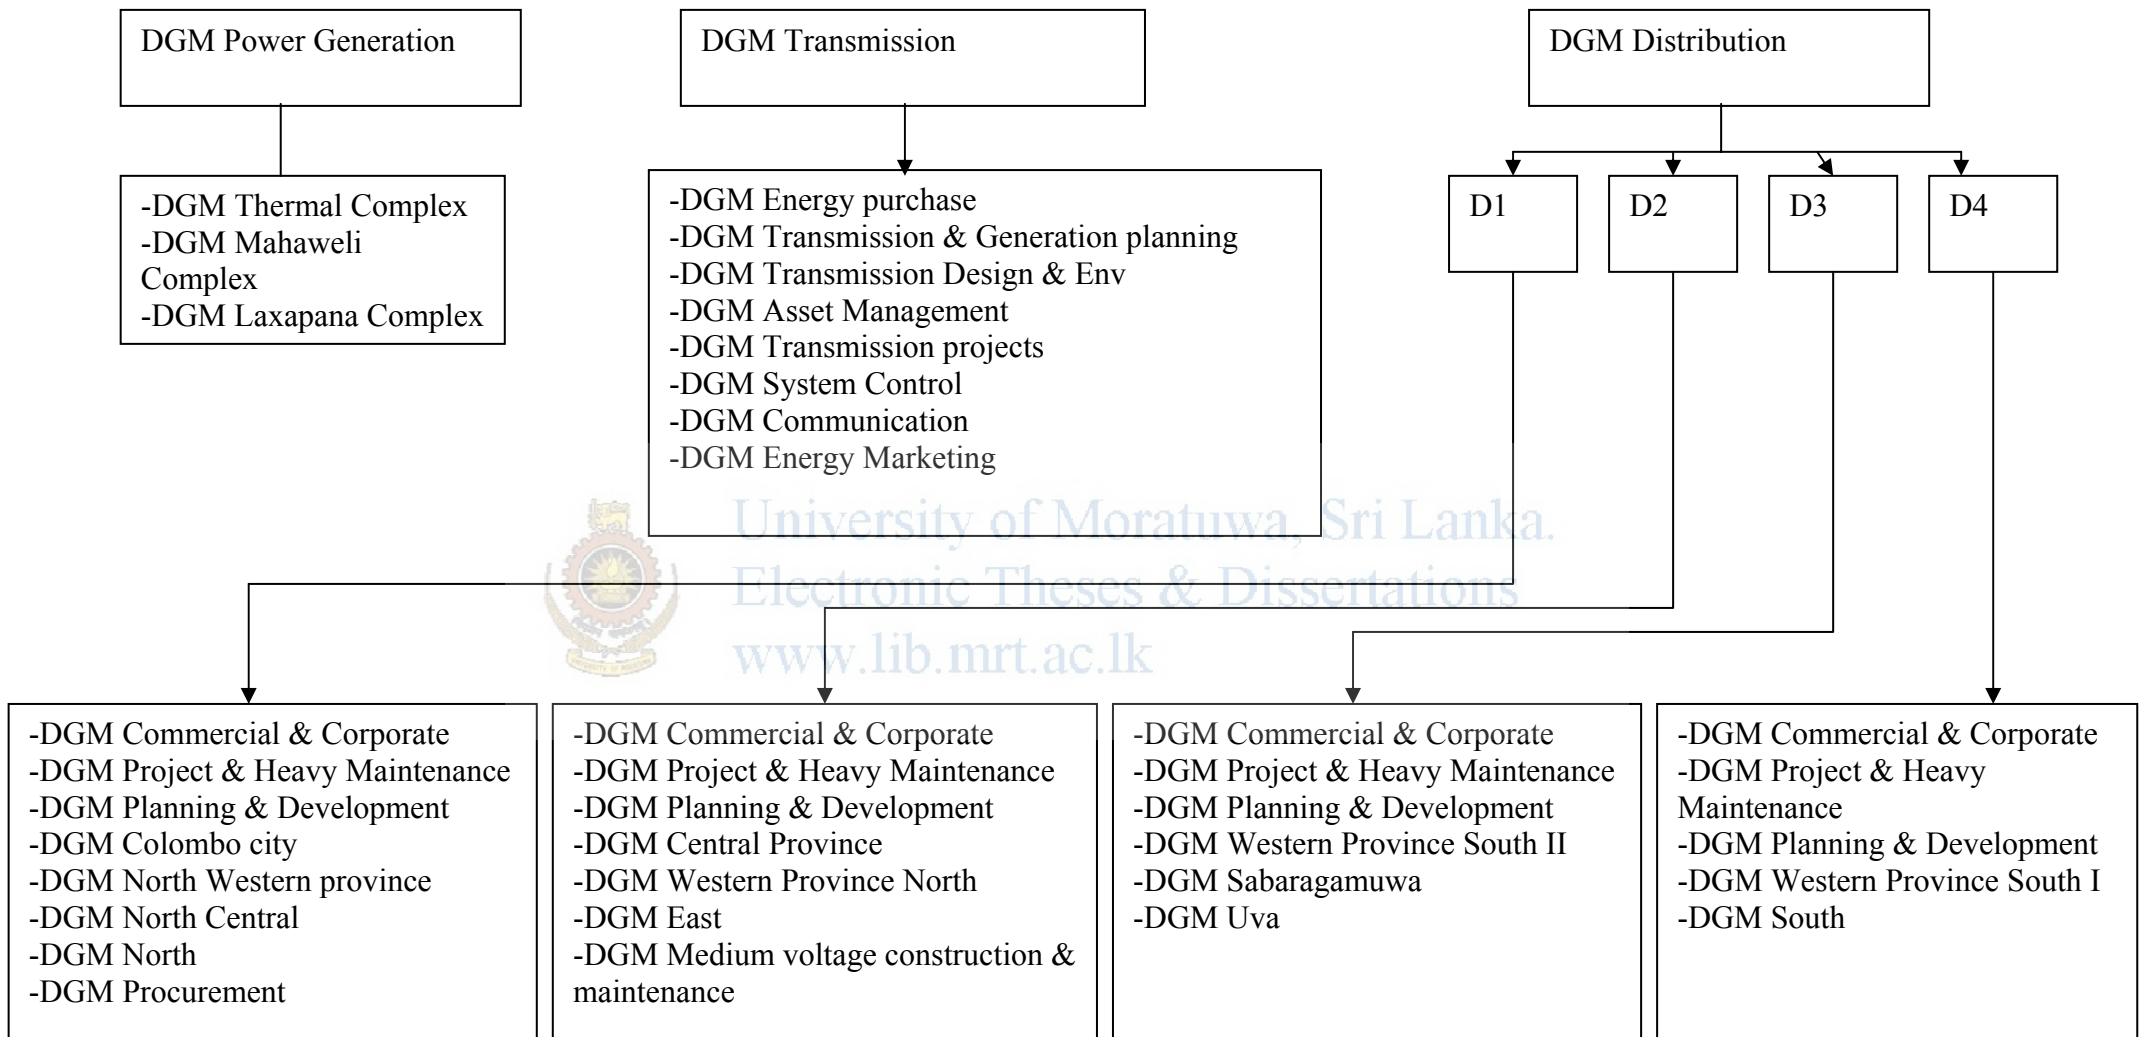 DGM Power Generation
DGM Transmission
DGM Distribution
-DGM Thermal Complex
-DGM Mahaweli
Complex
-DGM Laxapana Complex
-DGM Energy purchase
-DGM Transmission & Generation planning
-DGM Transmission Design & Env
-DGM Asset Management
-DGM Transmission projects
-DGM System Control
-DGM Communication
-DGM Energy Marketing
D1
D2
D3
D4
University of Moratuwa, Sri Lanka.
Electronic Theses & Dissertations
www.lib.mrt.ac.lk
-DGM Commercial & Corporate
-DGM Project & Heavy Maintenance
-DGM Planning & Development
-DGM Colombo city
-DGM North Western province
-DGM North Central
-DGM North
-DGM Procurement
-DGM Commercial & Corporate
-DGM Project & Heavy Maintenance
-DGM Planning & Development
-DGM Central Province
-DGM Western Province North
-DGM East
-DGM Medium voltage construction &
maintenance
-DGM Commercial & Corporate
-DGM Project & Heavy Maintenance
-DGM Planning & Development
-DGM Western Province South II
-DGM Sabaragamuwa
-DGM Uva
-DGM Commercial & Corporate
-DGM Project & Heavy
Maintenance
-DGM Planning & Development
-DGM Western Province South I
-DGM South